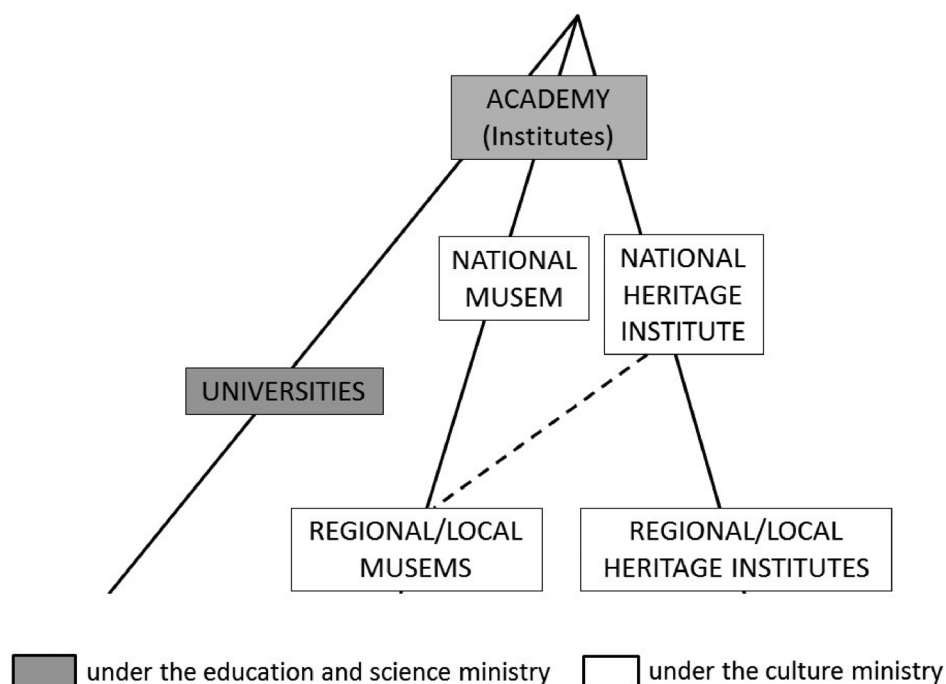 ACADEMY
(Institutes)
NATIONAL
MUSEM
NATIONAL
HERITAGE
INSTITUTE
UNIVERSITIES
REGIONAL/LOCAL
MUSEMS
REGIONAL/LOCAL
HERITAGE INSTITUTES
under the education and science ministry
under the culture ministry